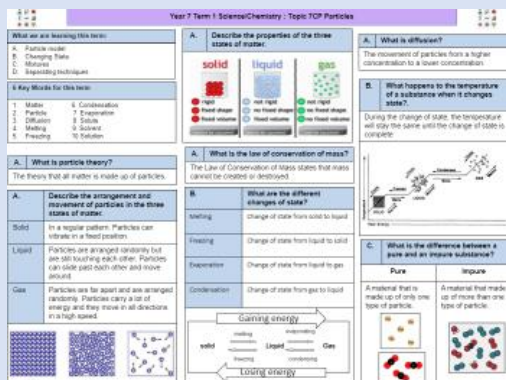 Year 7 Term 1 Science/Chemistry : Topic 7CP Particles
What we are learning this term:
A. Particle model
B. Changing State
C. Mixtures
D. Separating techniques
6 Key Words for this term
1 Matter 6 Condensation
2 Particle 7 Evaporation
3 Diffusion 8 Solute
4 Melting 9 Solvent
5 Freezing 10 Solution
A. What is particle theory?
The theory that all matter is made up of particles.
A. Describe the arrangement and
movement of particles in the three
states of matter.
Solid
In a regular pattern. Particles can
vibrate in a fixed position.
Liquid
Particles are arranged randomly but
are still touching each other. Particles
can slide past each other and move
around.
Gas
Particles are far apart and are arranged
randomly. Particles carry a lot of
energy and they move in all directions
in a high speed.
A. Describe the properties of the three
states of matter.
solid liquid gas
rigid not rigid not rigid
fixed shape no fixed shape no fixed shape
fixed volume fixed volume no fixed volume
A. What is the law of conservation of mass?
The Law of Conservation of Mass states that mass
cannot be created or destroyed.
B. What are the different
changes of state?
Melting Change of state from solid to liquid
Freezing Change of state from liquid to solid
Evaporation Change of state from liquid to gas
Condensation Change of state from gas to liquid
Gaining energy
melting evaporating
solid Liquid Gas
freezing condensing
Losing energy
A. What is diffusion?
The movement of particles from a higher
concentration to a lower concentration.
B. What happens to the temperature
of a substance when it changes
state?
During the change of state, the temperature
will stay the same until the change of state is
complete
C. What is the difference between a
pure and an impure substance?
Pure Impure
A material that is
made up of only one
type of particle.
A material that made
up of more than one
type of particle.